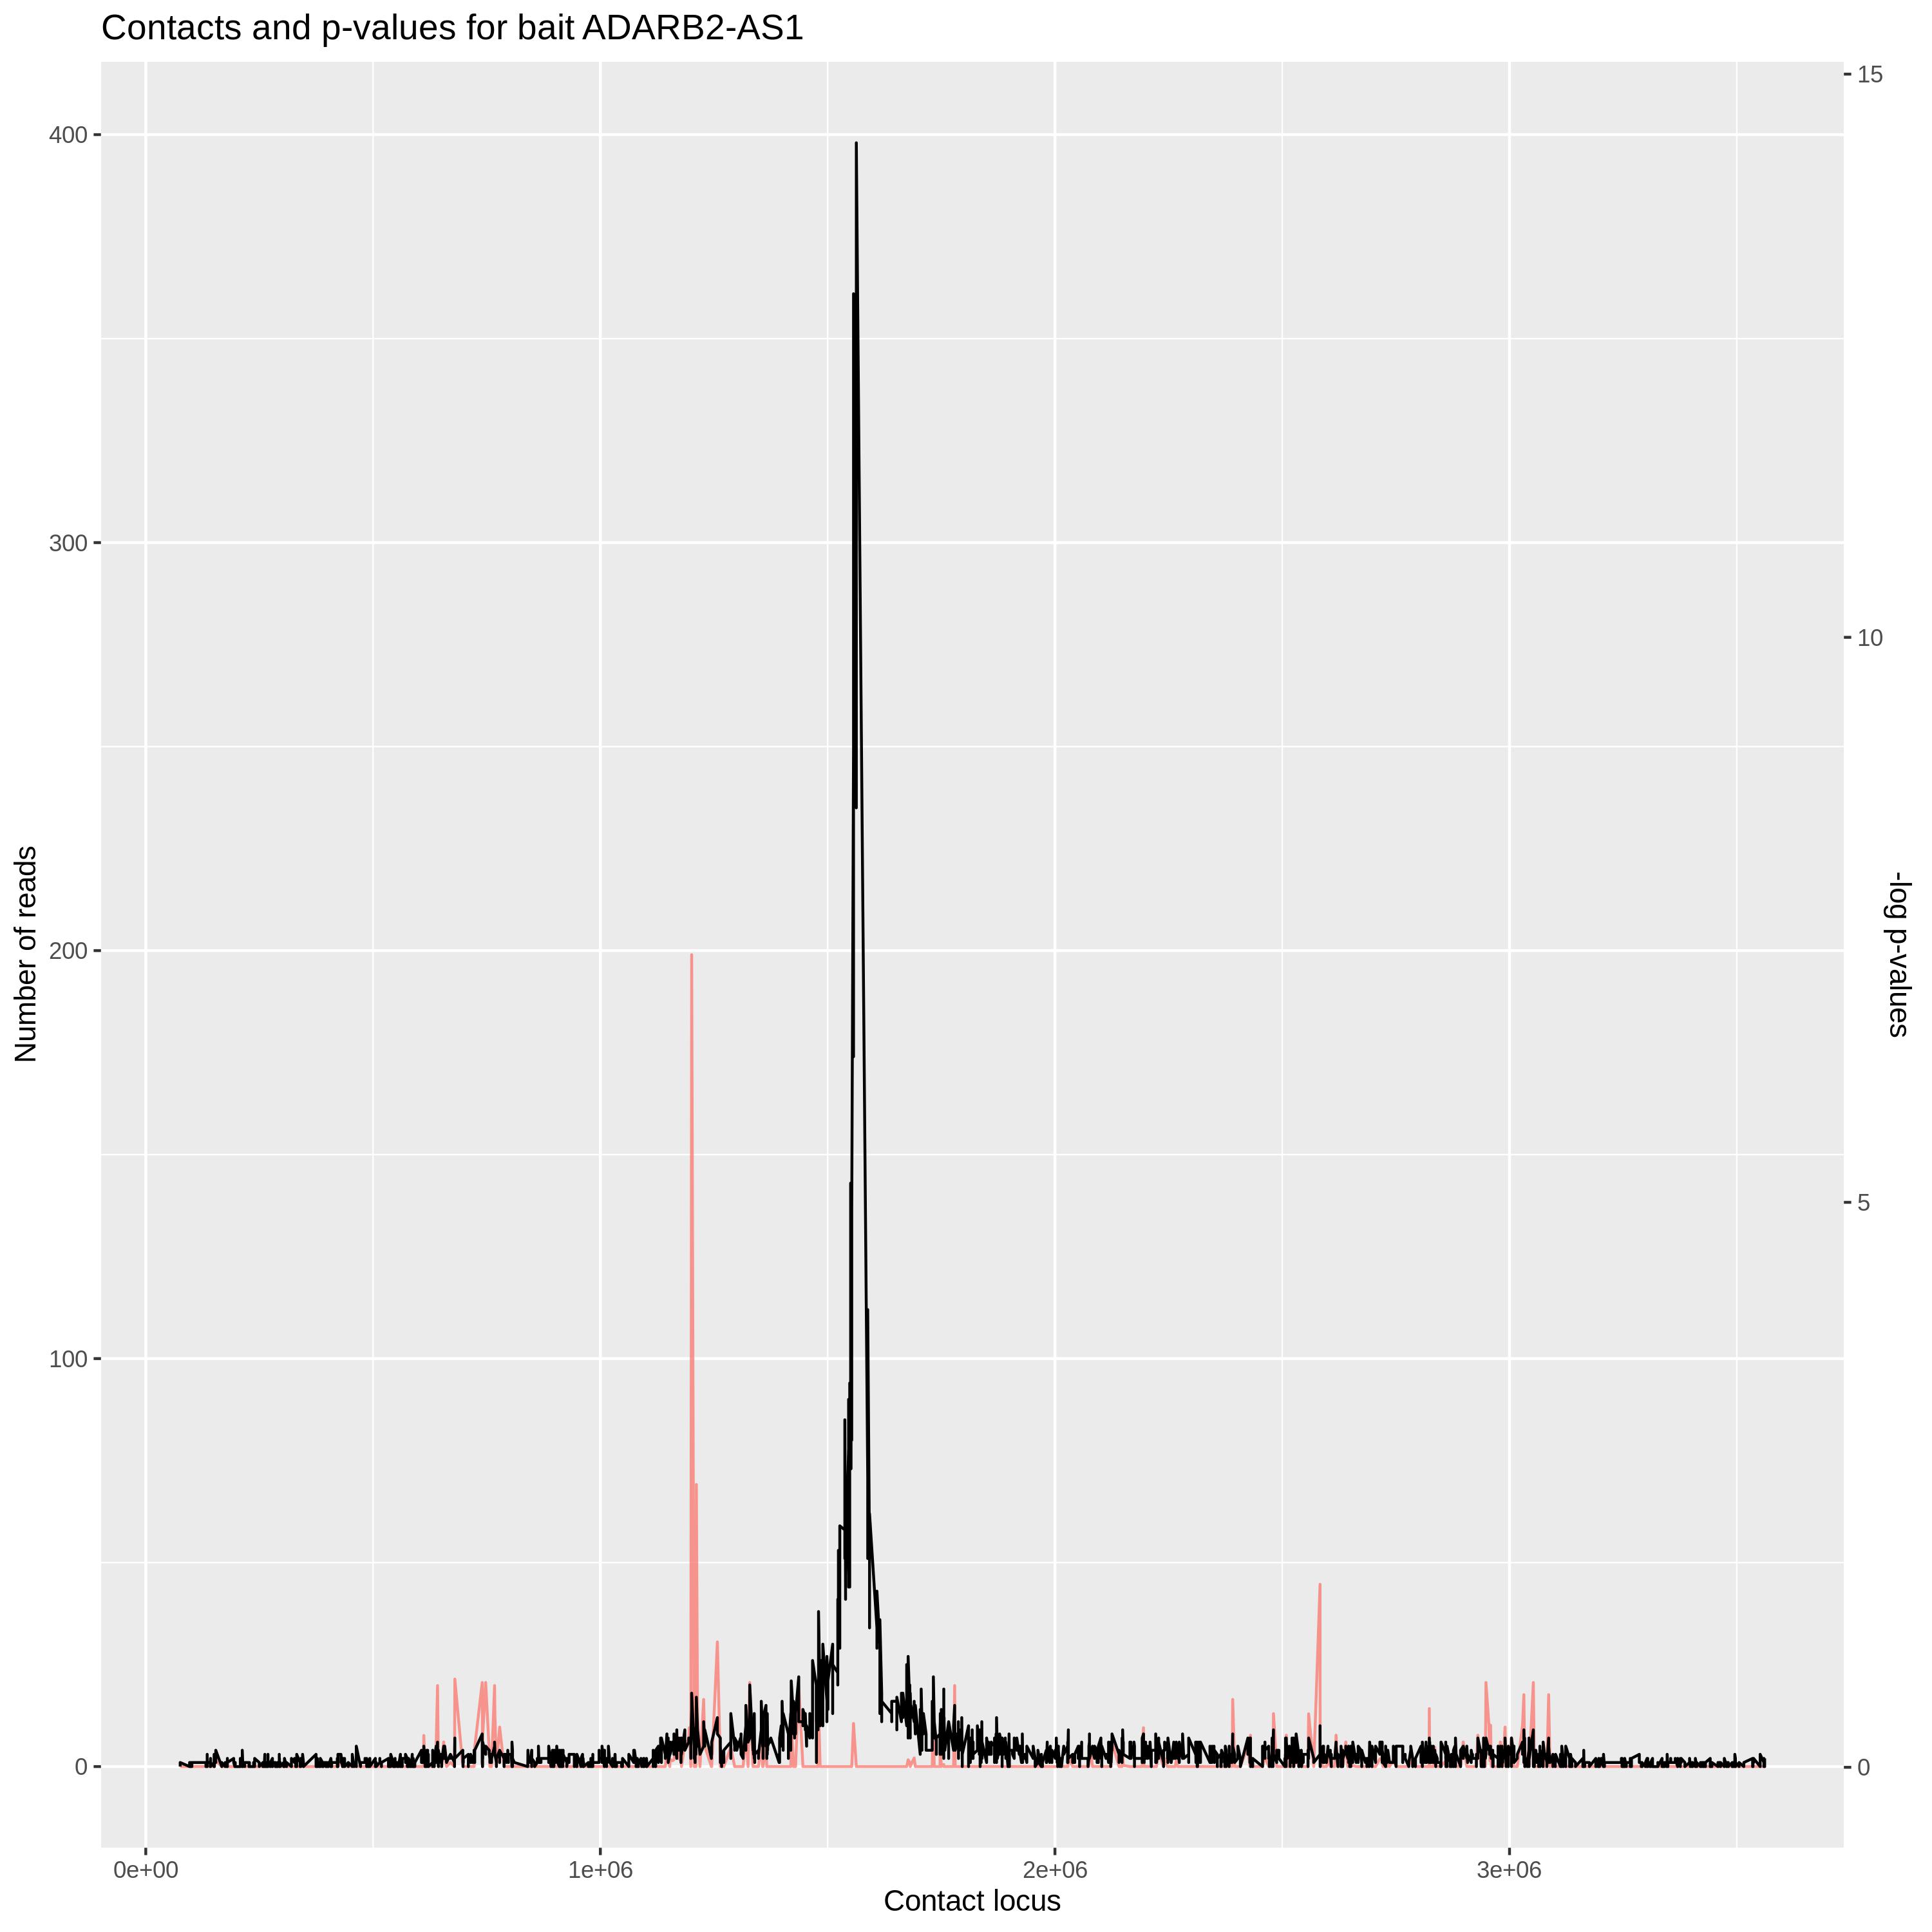 Contacts and p-values for bait ADARB2-AS1
Number of reads
400
300
200
100
0
15
10
5
0
-log p-values
0e+00
1e+06
2e+06
3e+06
Contact locus